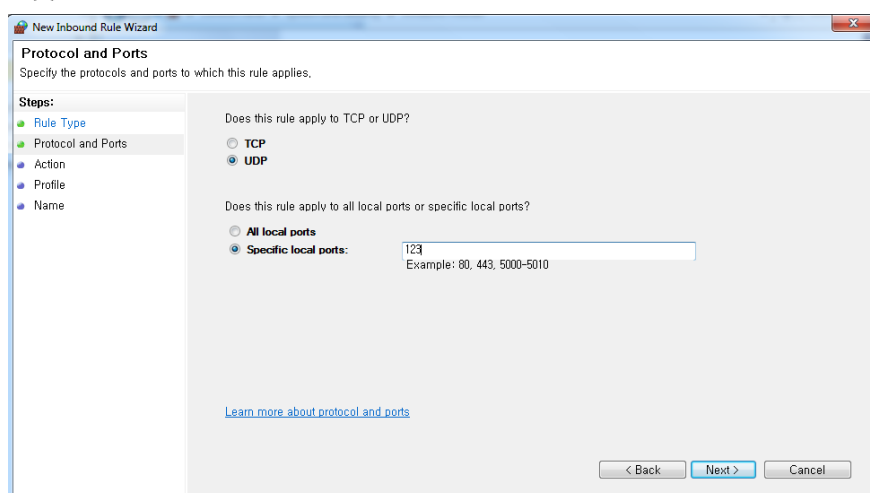 New Inbound Rule Wizard
Protocol and Ports
Specify the protocols and ports to which this rule applies.
Steps:
Rule Type
Protocol and Ports
Action
Profile
Name
Does this rule apply to TCP or UDP?
TCP
UDP
Does this rule apply to all local ports or specific local ports?
All local ports
Specific local ports:
123
Example: 80, 443, 5000-5010
Learn more about protocol and ports
< Back
Next >
Cancel